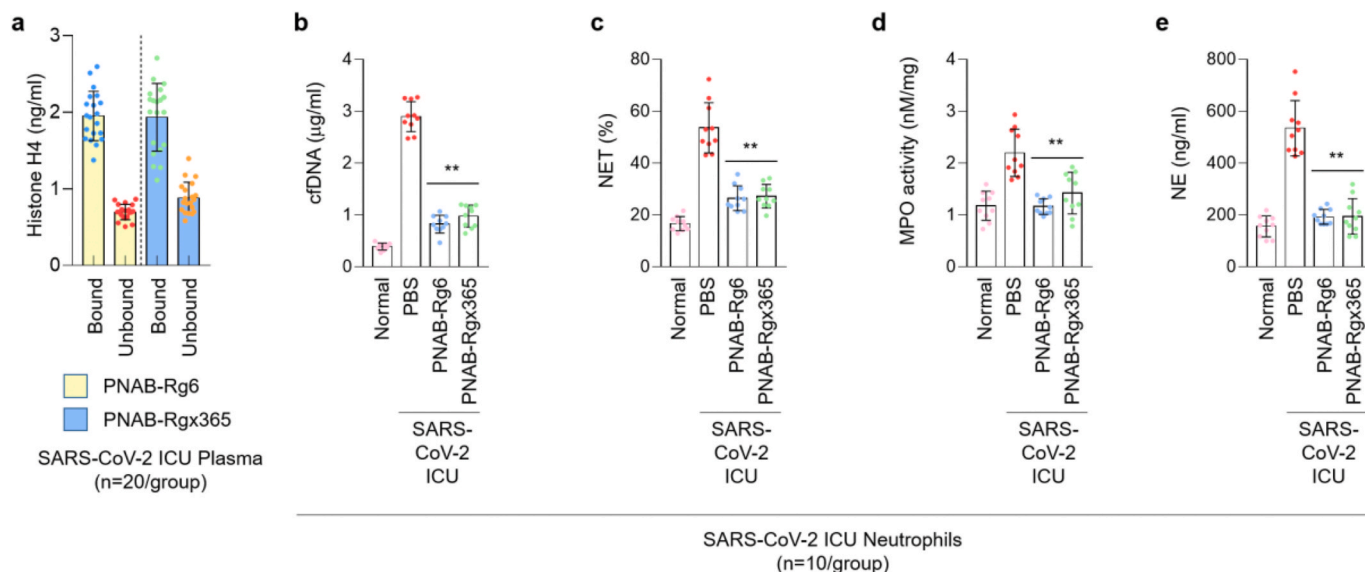 a
Histone H4 (ng/ml)
3
2
1
0
Bound
Unbound
Bound
Unbound
PNAB-Rg6
PNAB-Rgx365
SARS-CoV-2 ICU Plasma
(n=20/group)
b
cfDNA (μg/ml)
4
3
2
1
0
**
Normal
PBS
PNAB-Rg6
PNAB-Rgx365
SARS-
CoV-2
ICU
c
NET (%)
80
60
40
20
0
**
Normal
PBS
PNAB-Rg6
PNAB-Rgx365
SARS-
CoV-2
ICU
d
MPO activity (nM/mg)
4
3
2
1
0
**
Normal
PBS
PNAB-Rg6
PNAB-Rgx365
SARS-
CoV-2
ICU
e
NE (ng/ml)
800
600
400
200
0
**
Normal
PBS
PNAB-Rg6
PNAB-Rgx365
SARS-
CoV-2
ICU
SARS-CoV-2 ICU Neutrophils
(n=10/group)